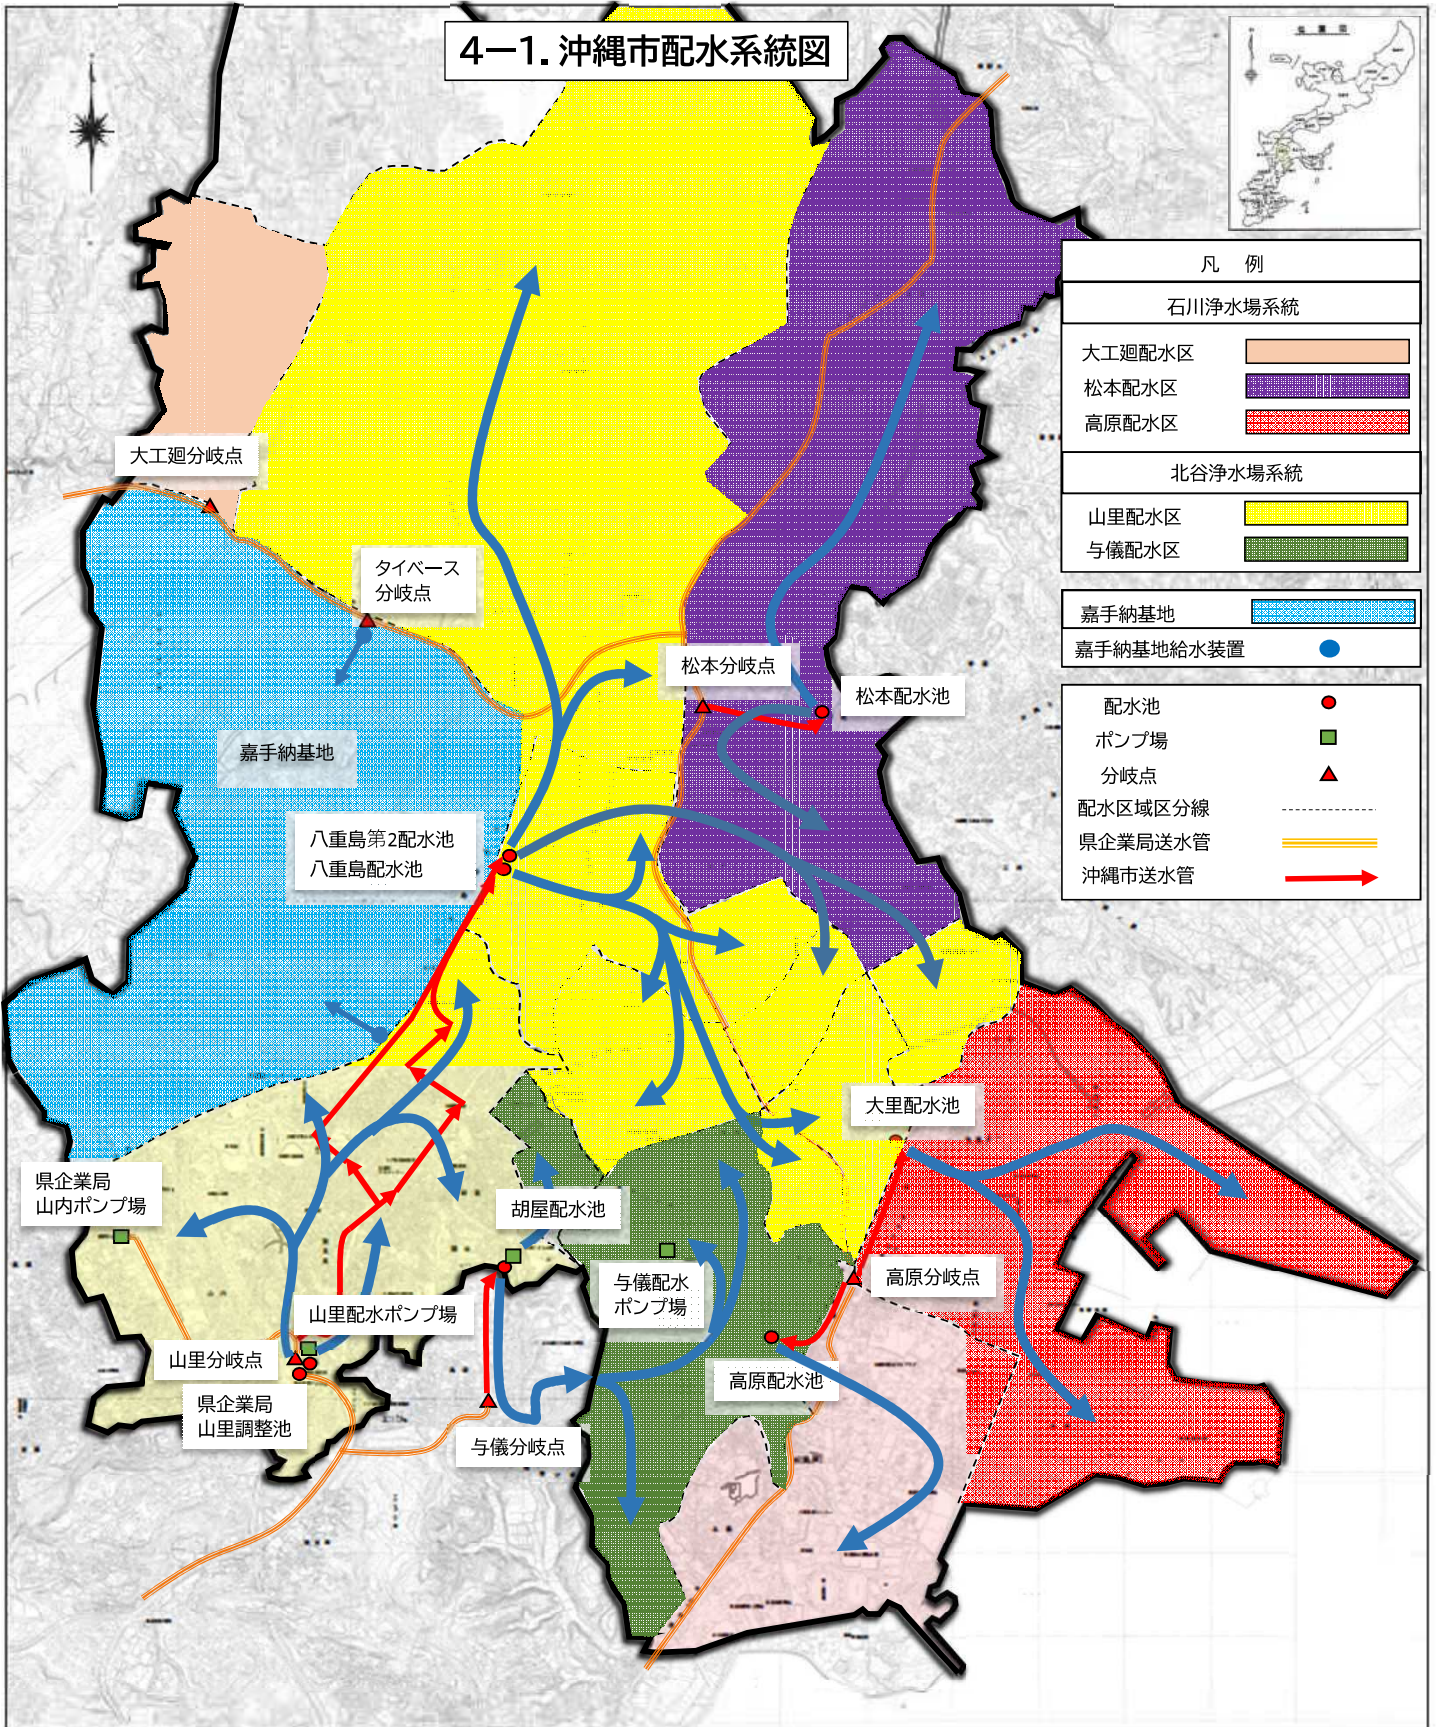 4－1．沖縄市配水系統図
凡 例
石川浄水場系統
大工廻配水区
松本配水区
高原配水区
北谷浄水場系統
山里配水区
与儀配水区
嘉手納基地
嘉手納基地給水装置
配水池
ポンプ場
分岐点
配水区域区分線
県企業局送水管
沖縄市送水管
大工廻分岐点
タイベース
分岐点
松本分岐点
松本配水池
嘉手納基地
八重島第2配水池
八重島配水池
大里配水池
県企業局
山内ポンプ場
胡屋配水池
与儀配水
ポンプ場
高原分岐点
山里配水ポンプ場
山里分岐点
高原配水池
県企業局
山里調整池
与儀分岐点